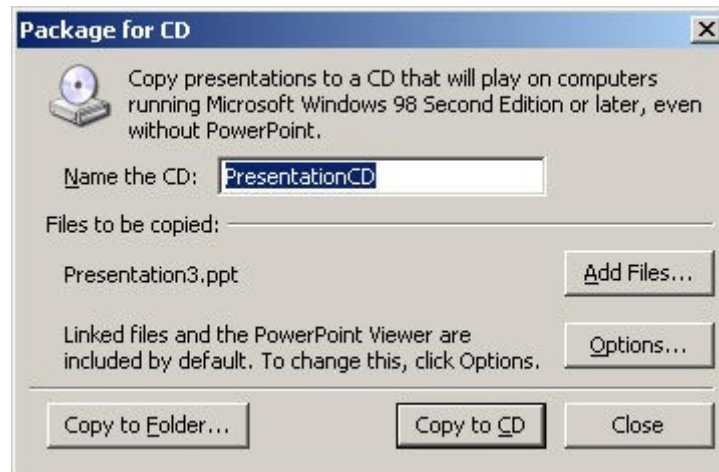 Package for CD
Copy presentations to a CD that will play on computers
running Microsoft Windows 98 Second Edition or later, even
without PowerPoint.
Name the CD: PresentationCD
Files to be copied:
Presentation3.ppt
Add Files...
Linked files and the PowerPoint Viewer are
included by default. To change this, click Options.
Options...
Copy to Folder...
Copy to CD
Close